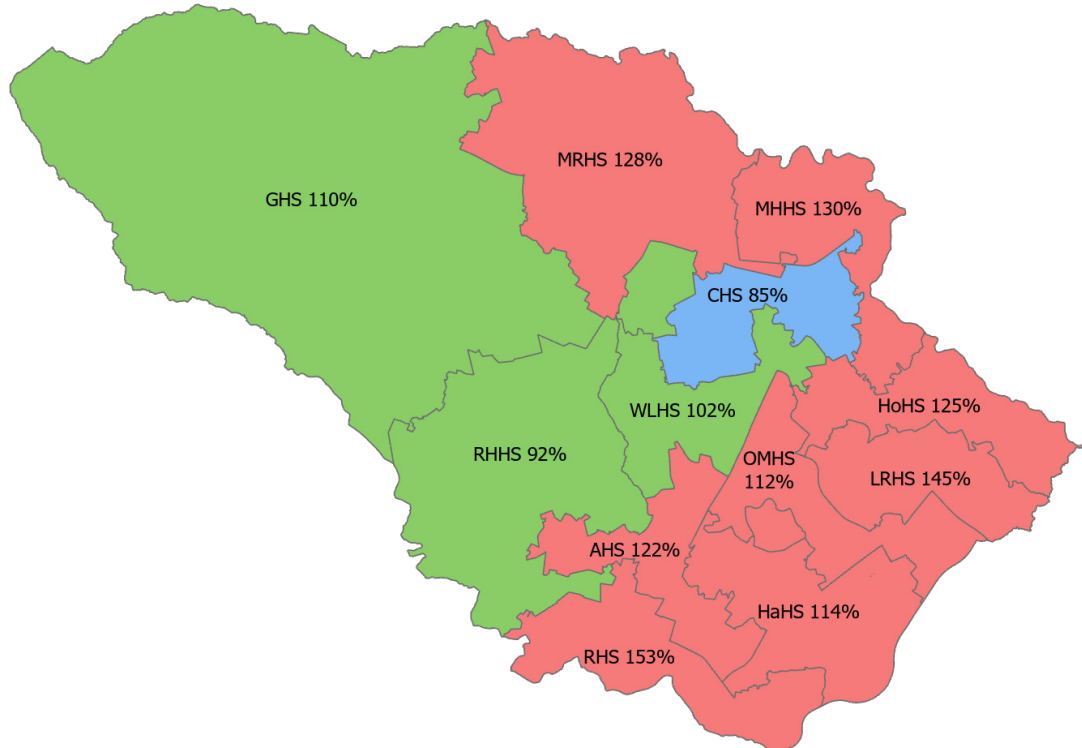 MRHS 128%
GHS 110%
MHHS 130%
CHS 85%
WLHS 102%
HoHS 125%
RHHS 92%
OMHS
112%
LRHS 145%
AHS 122%
HaHS 114%
RHS 153%